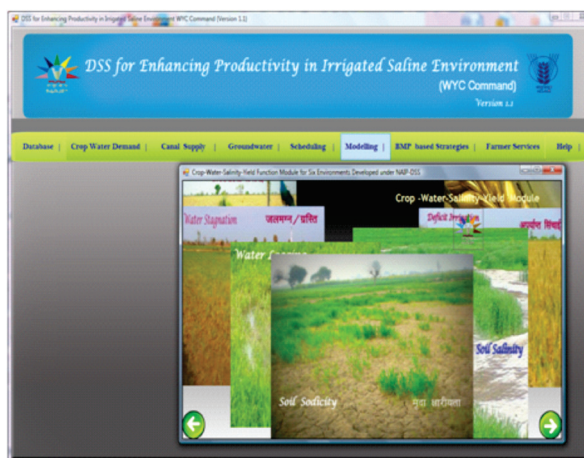 DSS for Enhancing Productivity in Irrigated Saline Environment WYC Command (Version 1.1)
DSS for Enhancing Productivity in Irrigated Saline Environment
(WYC Command)
Version 1.1
Database | Crop Water Demand | Canal Supply | Groundwater | Scheduling | Modelling | BMP based Strategies | Farmer Services | Help |
Crop-Water-Salinity-Yield Function Module for Six Environments Developed under NAIP-DSS
Crop -Water-Salinity-Yield Module
Water Stagnation जलमग्न/ग्रसित Deficit Irrigation अपर्याप्त सिंचाई
Water Logging
Soil Salinity
Soil Sodicity मृदा क्षारीयता